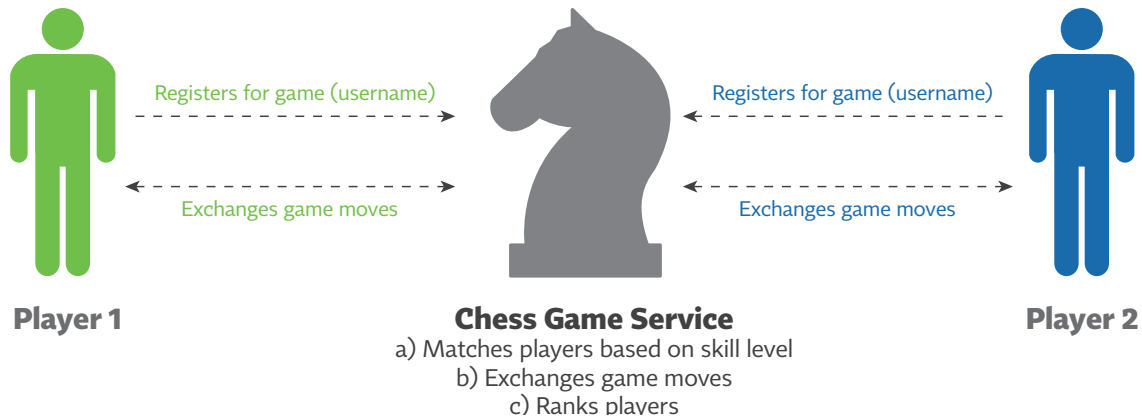 Registers for game (username)
Registers for game (username)
Exchanges game moves
Exchanges game moves
Player 1
Chess Game Service
Player 2
a) Matches players based on skill level
b) Exchanges game moves
c) Ranks players